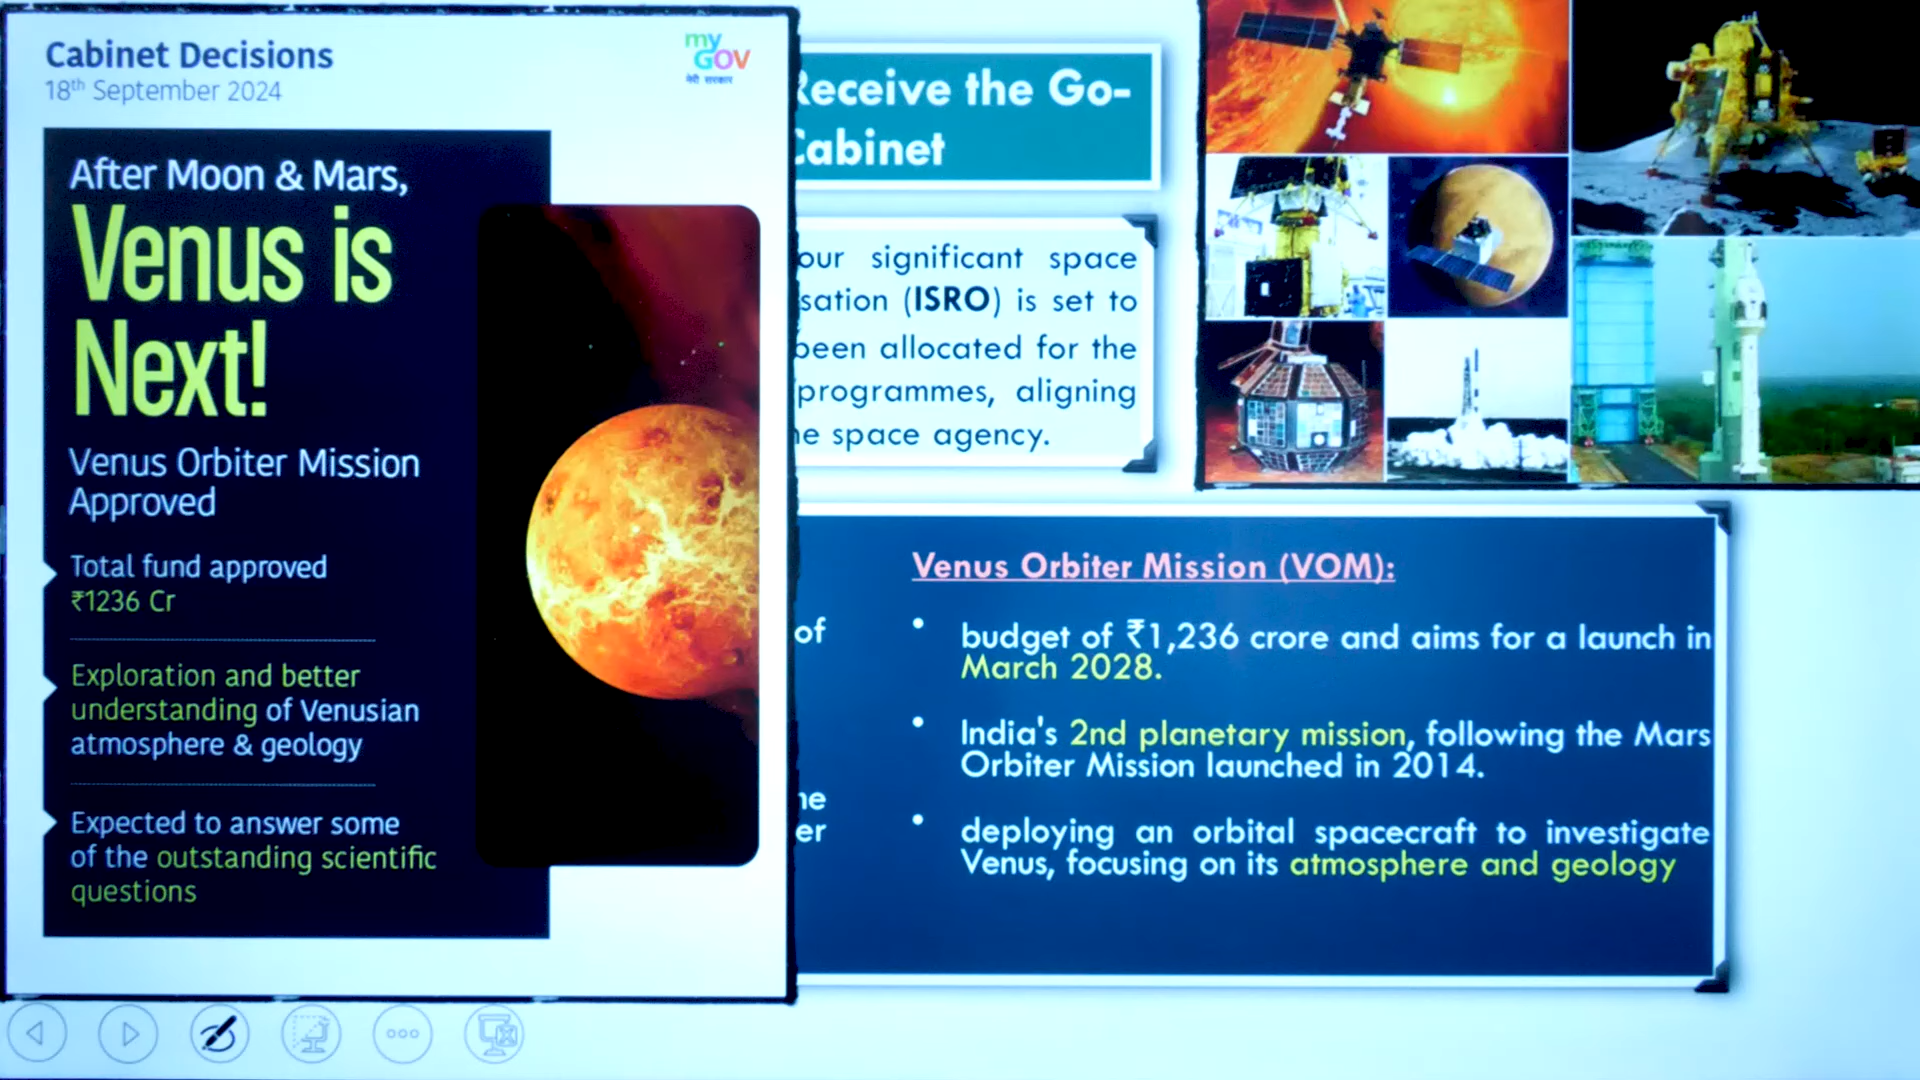 Cabinet Decisions
18th September 2024
my
GOV
मेरी सरकार
After Moon & Mars,
Venus is
Next!
Venus Orbiter Mission
Approved
Total fund approved
₹1236 Cr
Exploration and better
understanding of Venusian
atmosphere & geology
Expected to answer some
of the outstanding scientific
questions
Receive the Go-
Cabinet
our significant space
sation (ISRO) is set to
been allocated for the
programmes, aligning
space agency.
of
er
Venus Orbiter Mission (VOM):
• budget of ₹1,236 crore and aims for a launch in
March 2028.
• India's 2nd planetary mission, following the Mars
Orbiter Mission launched in 2014.
• deploying an orbital spacecraft to investigate
Venus, focusing on its atmosphere and geology